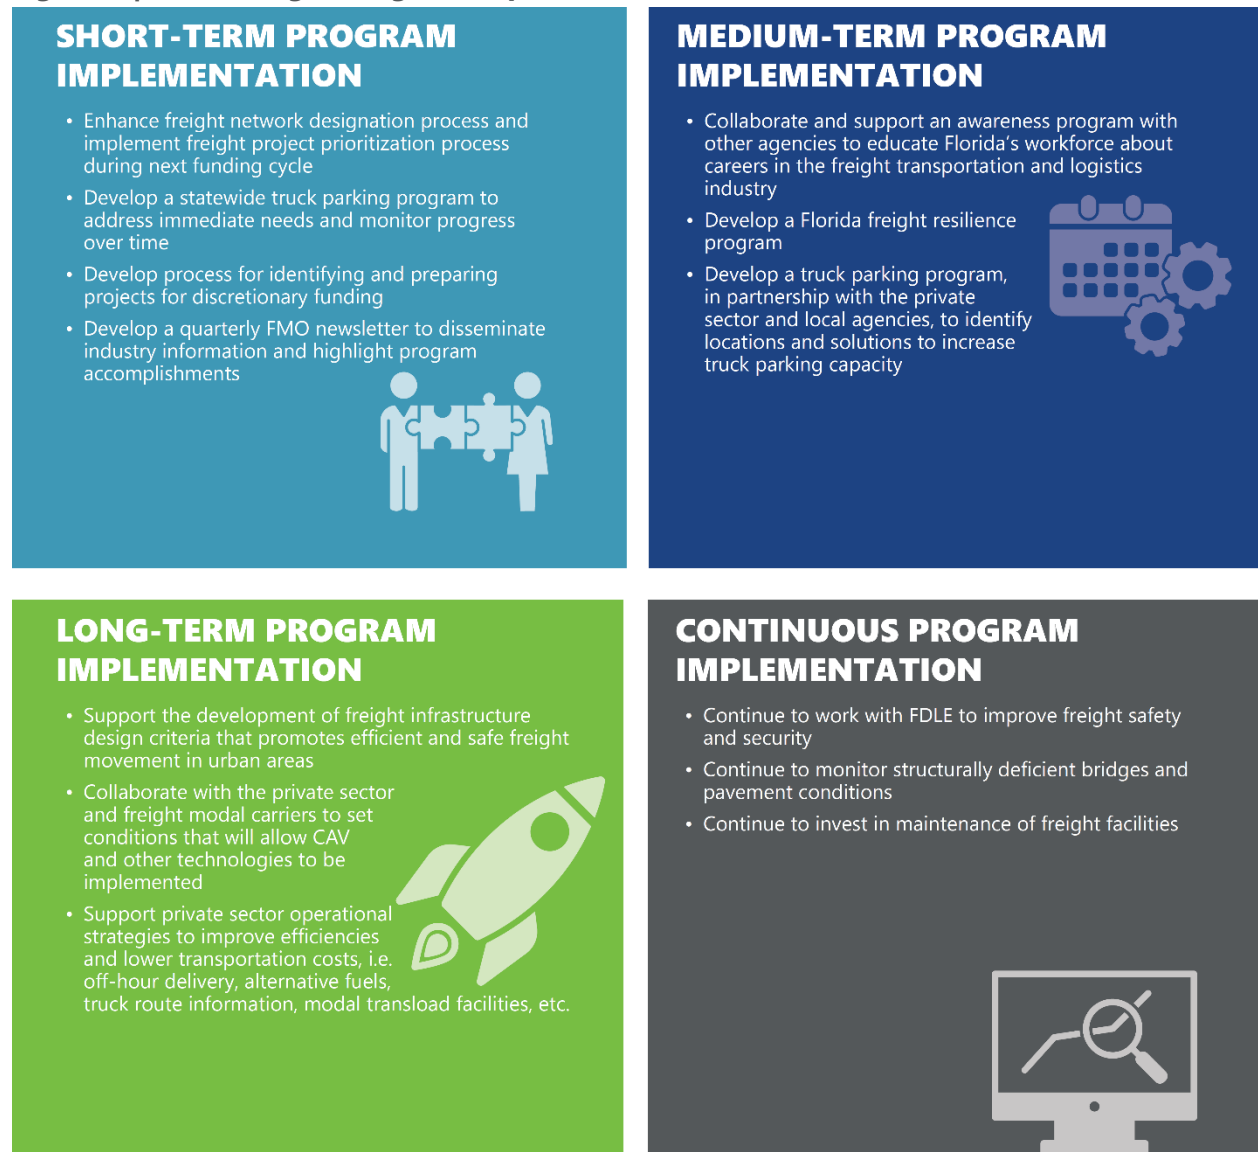 SHORT-TERM PROGRAM
IMPLEMENTATION
• Enhance freight network designation process and
implement freight project prioritization process
during next funding cycle
• Develop a statewide truck parking program to
address immediate needs and monitor progress
over time
• Develop process for identifying and preparing
projects for discretionary funding
• Develop a quarterly FMO newsletter to disseminate
industry information and highlight program
accomplishments
MEDIUM-TERM PROGRAM
IMPLEMENTATION
• Collaborate and support an awareness program with
other agencies to educate Florida's workforce about
careers in the freight transportation and logistics
industry
• Develop a Florida freight resilience
program
• Develop a truck parking program,
in partnership with the private
sector and local agencies, to identify
locations and solutions to increase
truck parking capacity
LONG-TERM PROGRAM
IMPLEMENTATION
• Support the development of freight infrastructure
design criteria that promotes efficient and safe freight
movement in urban areas
• Collaborate with the private sector
and freight modal carriers to set
conditions that will allow CAV
and other technologies to be
implemented
• Support private sector operational
strategies to improve efficiencies
and lower transportation costs, i.e.
off-hour delivery, alternative fuels,
truck route information, modal transload facilities, etc.
CONTINUOUS PROGRAM
IMPLEMENTATION
• Continue to work with FDLE to improve freight safety
and security
• Continue to monitor structurally deficient bridges and
pavement conditions
• Continue to invest in maintenance of freight facilities